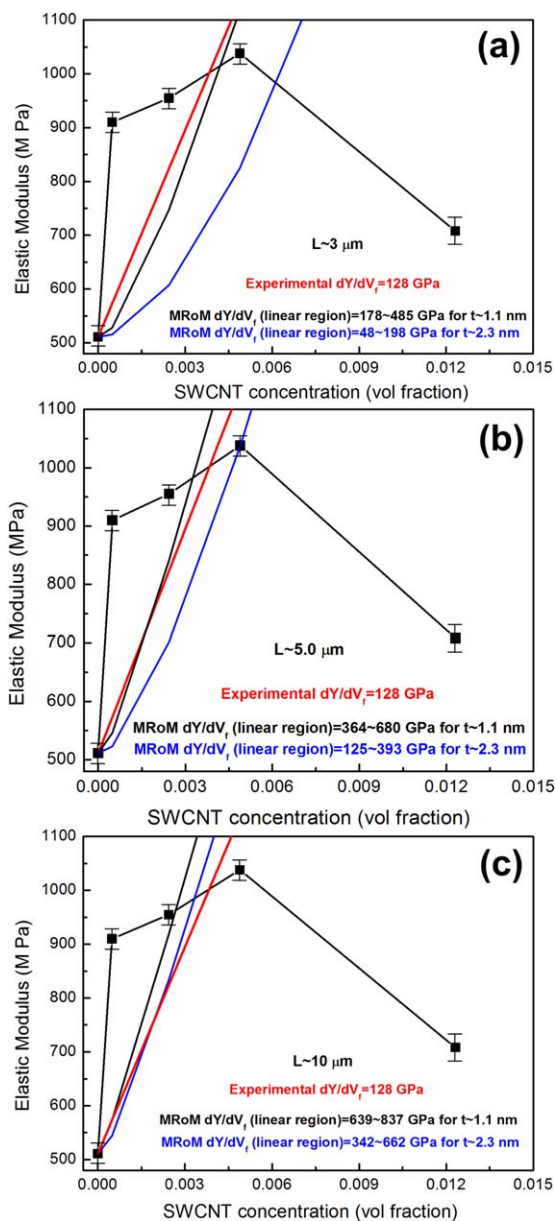 (a)
Elastic Modulus (M Pa)
1100
1000
900
800
700
600
500
L~3 μm
Experimental dY/dVf=128 GPa
MRoM dY/dVf (linear region)=178~485 GPa for t~1.1 nm
MRoM dY/dVf (linear region)=48~198 GPa for t~2.3 nm
0.000 0.003 0.006 0.009 0.012 0.015
SWCNT concentration (vol fraction)
(b)
Elastic Modulus (MPa)
1100
1000
900
800
700
600
500
L~5.0 μm
Experimental dY/dVf=128 GPa
MRoM dY/dVf (linear region)=364~680 GPa for t~1.1 nm
MRoM dY/dVf (linear region)=125~393 GPa for t~2.3 nm
0.000 0.003 0.006 0.009 0.012 0.015
SWCNT concentration (vol fraction)
(c)
Elastic Modulus (M Pa)
1100
1000
900
800
700
600
500
L~10 μm
Experimental dY/dVf=128 GPa
MRoM dY/dVf (linear region)=639~837 GPa for t~1.1 nm
MRoM dY/dVf (linear region)=342~662 GPa for t~2.3 nm
0.000 0.003 0.006 0.009 0.012 0.015
SWCNT concentration (vol fraction)